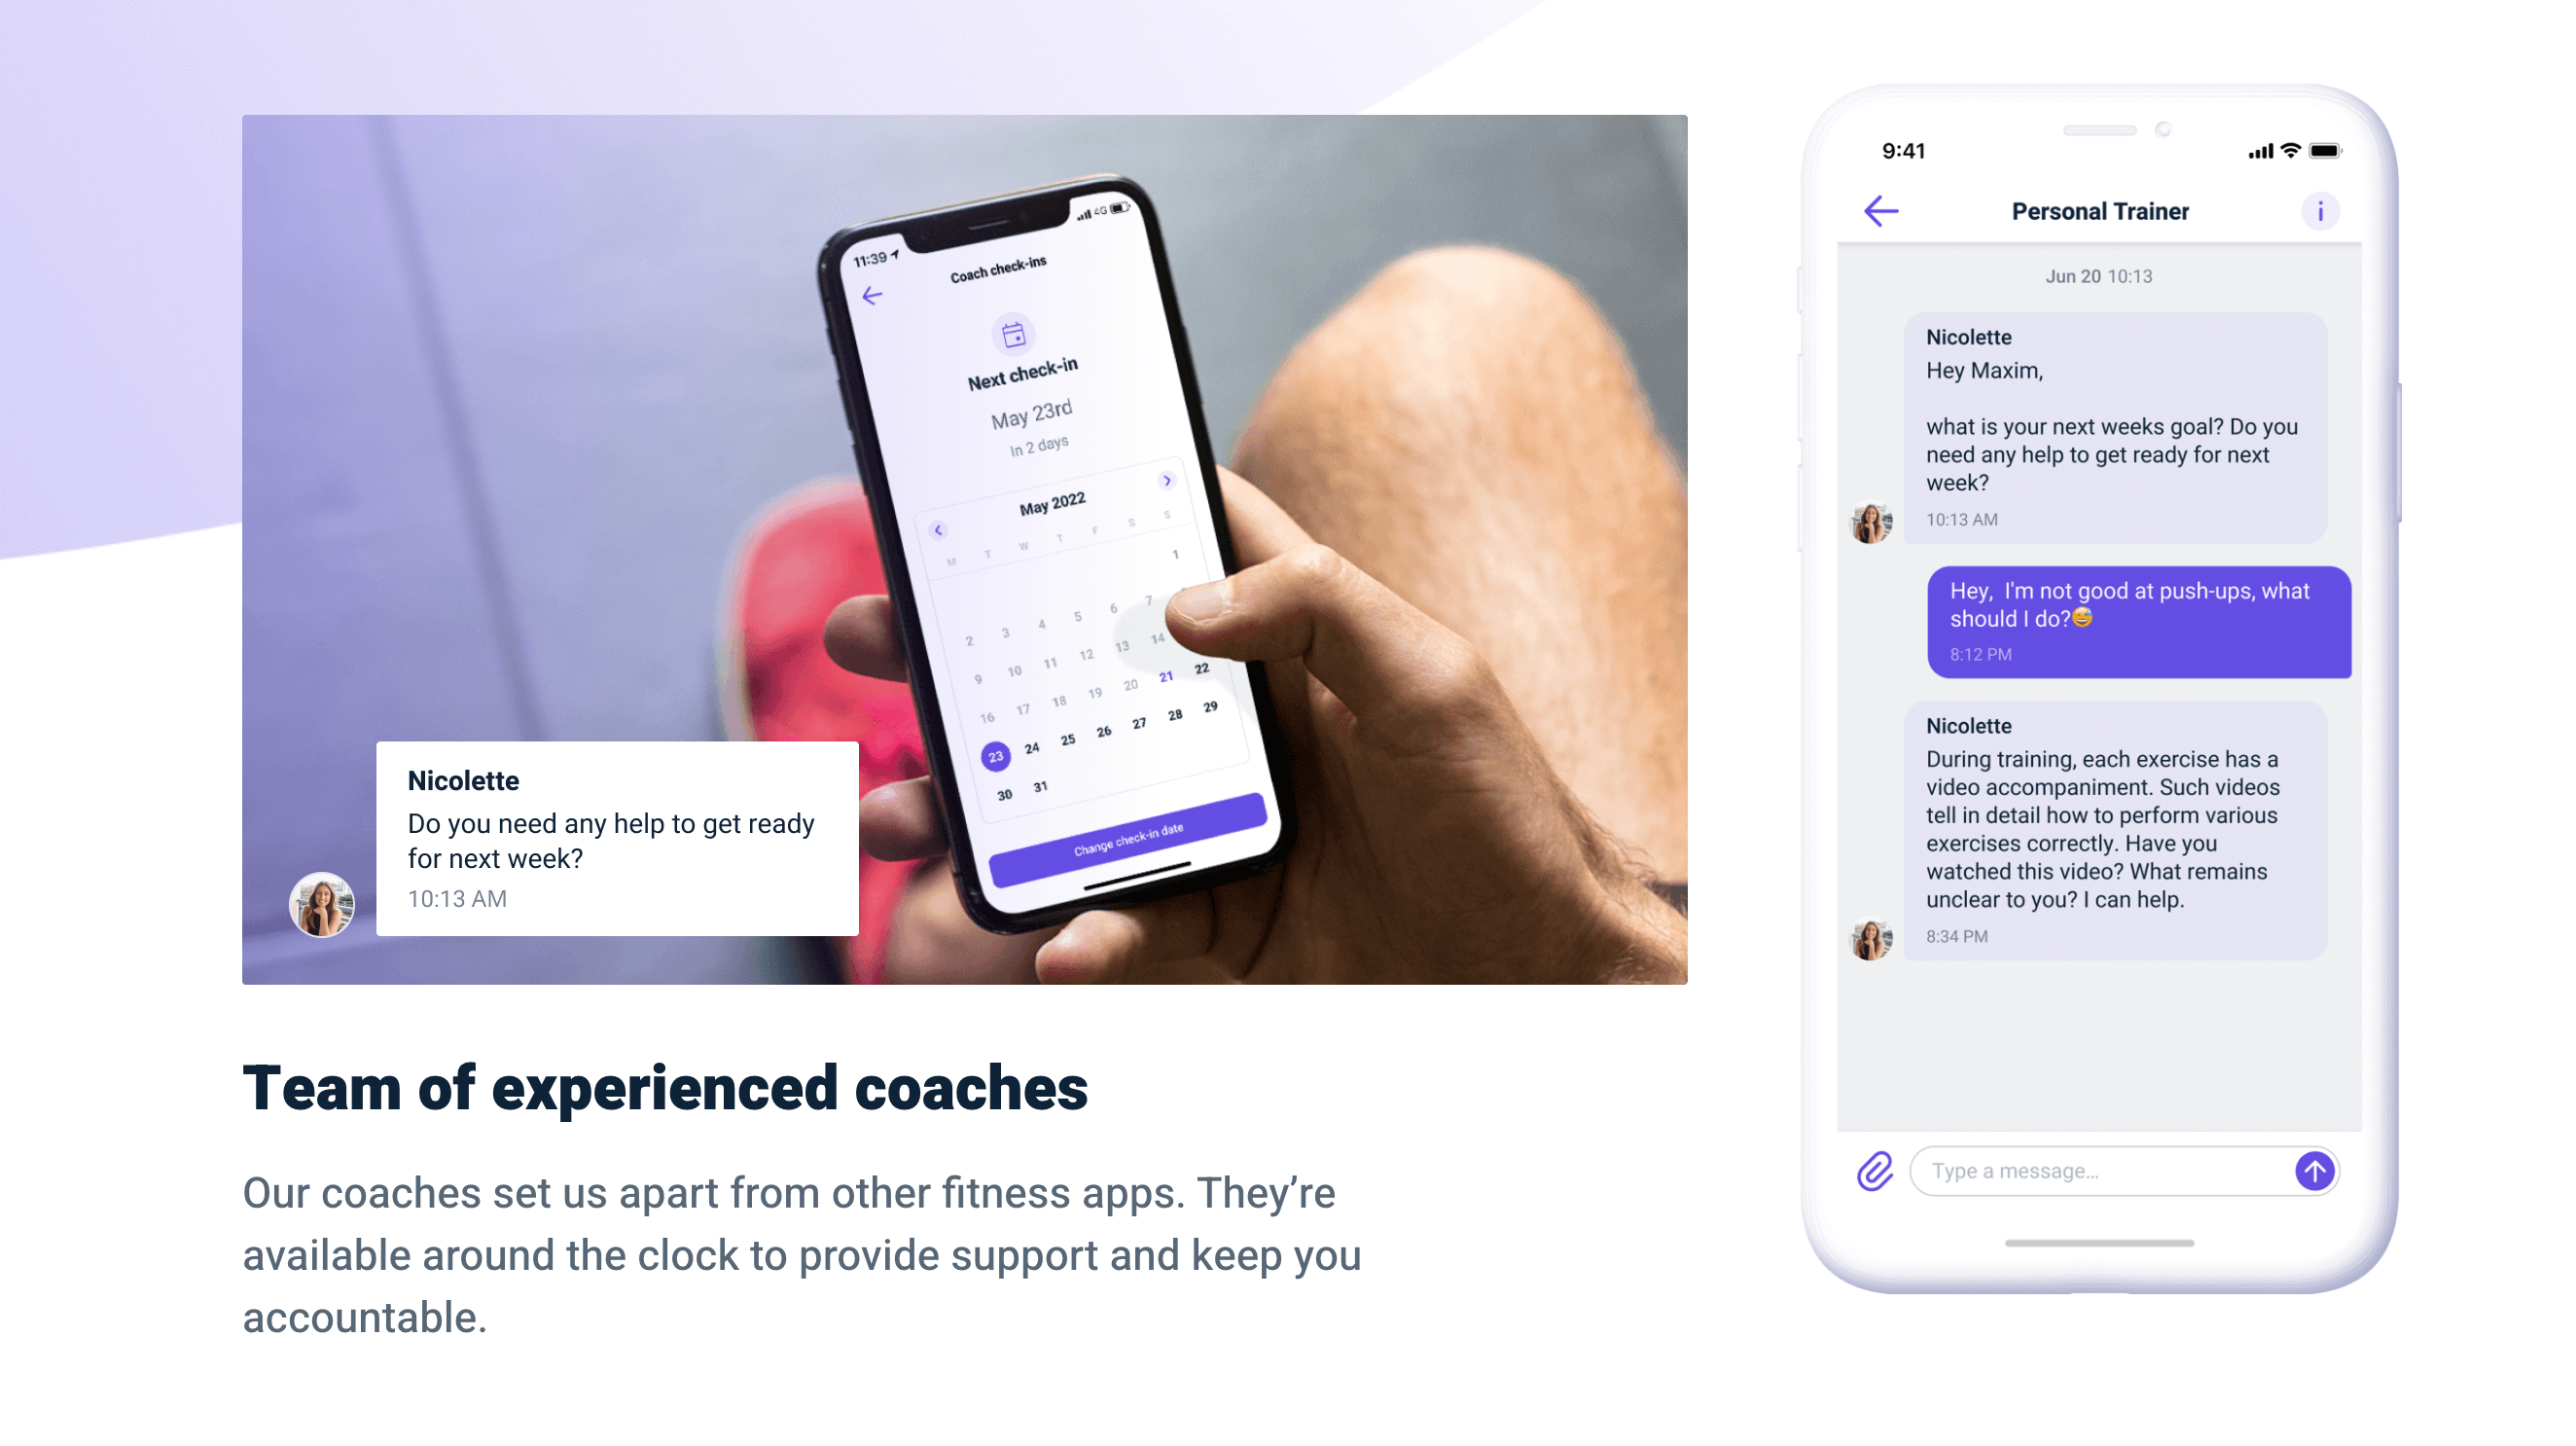 11:39
4G
Coach check-ins
Next check-in
May 23rd
In 2 days
May 2022
M T W T F S S
1
2 3 4 5 6 7
9 10 11 12 13 14
16 17 18 19 20 21 22
23 24 25 26 27 28 29
30 31
Change check-in date
Nicolette
Do you need any help to get ready
for next week?
10:13 AM
Team of experienced coaches
Our coaches set us apart from other fitness apps. They’re
available around the clock to provide support and keep you
accountable.
9:41
Personal Trainer
i
Jun 20 10:13
Nicolette
Hey Maxim,
what is your next weeks goal? Do you
need any help to get ready for next
week?
10:13 AM
Hey,  I'm not good at push-ups, what
should I do?😅
8:12 PM
Nicolette
During training, each exercise has a
video accompaniment. Such videos
tell in detail how to perform various
exercises correctly. Have you
watched this video? What remains
unclear to you? I can help.
8:34 PM
Type a message...